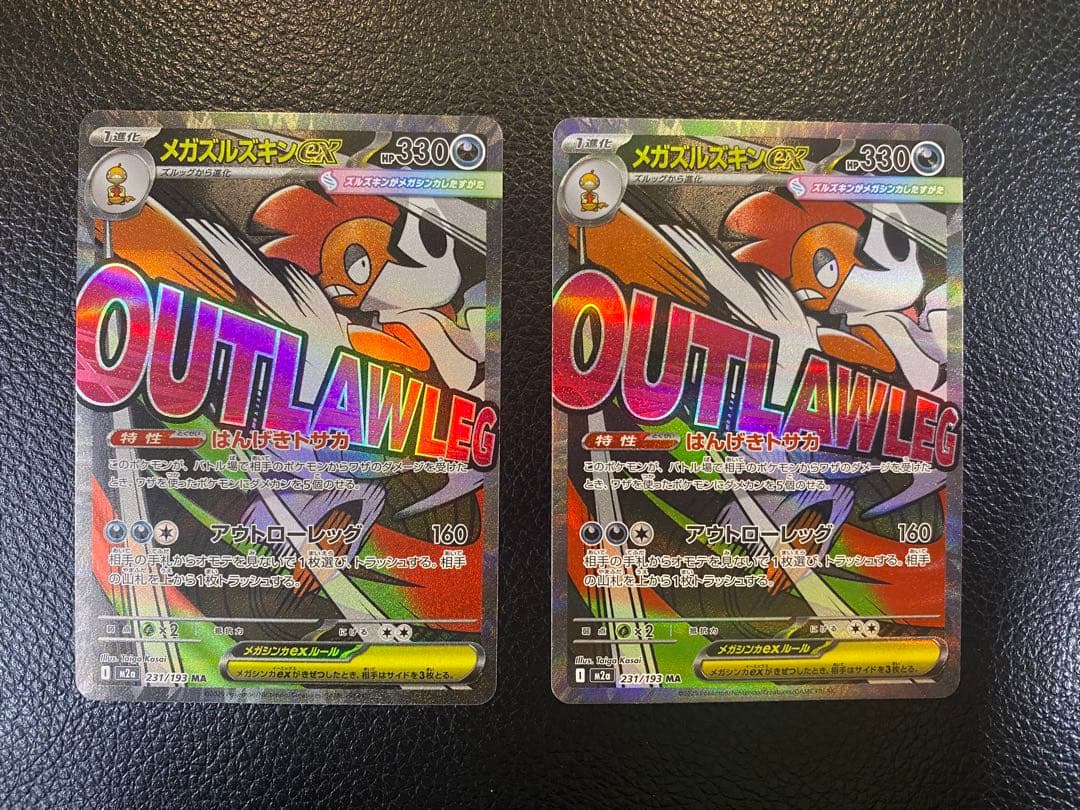 1進化
メガズルズキンex
HP330
ズルッグから進化
ズルズキンがメガシンカしたすがた
OUTLAWLEG
特性
とくせい
はんげきトサカ
このポケモンが、バトル場で相手のポケモンからワザのダメージを受けた
とき、ワザを使ったポケモンにダメカンを5個のせる。
アウトローレッグ 160
相手の手札からオモテを見ないで1枚選び、トラッシュする。相手
の山札を上から1枚トラッシュする。
弱点 ×2 抵抗力 にげる
メガシンカexルール
Illus. Taiga Kasai
メガシンカexがきぜつしたとき、相手はサイドを3枚とる。
I m2a 231/193 MA
1進化
メガズルズキンex
HP330
ズルッグから進化
ズルズキンがメガシンカしたすがた
OUTLAWLEG
特性
とくせい
はんげきトサカ
このポケモンが、バトル場で相手のポケモンからワザのダメージを受けた
とき、ワザを使ったポケモンにダメカンを5個のせる。
アウトローレッグ 160
相手の手札からオモテを見ないで1枚選び、トラッシュする。相手
の山札を上から1枚トラッシュする。
弱点 ×2 抵抗力 にげる
メガシンカexルール
Illus. Taiga Kasai
メガシンカexがきぜつしたとき、相手はサイドを3枚とる。
I m2a 231/193 MA